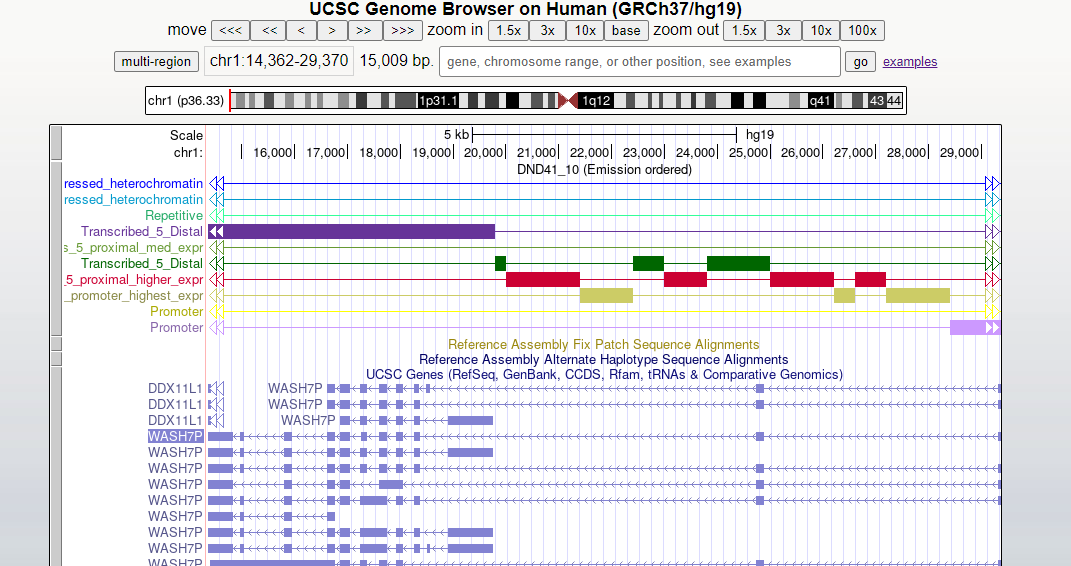 UCSC Genome Browser on Human (GRCh37/hg19)
move <<< << < > >> >>> zoom in 1.5x 3x 10x base zoom out 1.5x 3x 10x 100x
multi-region chr1:14,362-29,370 15,009 bp. gene, chromosome range, or other position, see examples go examples
chr1 (p36.33) 1p31.1 1q12 q41 43 44
Scale 5 kb hg19
chr1: 16,000 17,000 18,000 19,000 20,000 21,000 22,000 23,000 24,000 25,000 26,000 27,000 28,000 29,000
DND41_10 (Emission ordered)
ressed_heterochromatin
ressed_heterochromatin
Repetitive
Transcribed_5_Distal
s_5_proximal_med_expr
Transcribed_5_Distal
_5_proximal_higher_expr
_promoter_highest_expr
Promoter
Promoter
Reference Assembly Fix Patch Sequence Alignments
Reference Assembly Alternate Haplotype Sequence Alignments
UCSC Genes (RefSeq, GenBank, CCDS, Rfam, tRNAs & Comparative Genomics)
DDX11L1 WASH7P
DDX11L1 WASH7P
DDX11L1 WASH7P
WASH7P
WASH7P
WASH7P
WASH7P
WASH7P
WASH7P
WASH7P
WASH7P
WASH7P